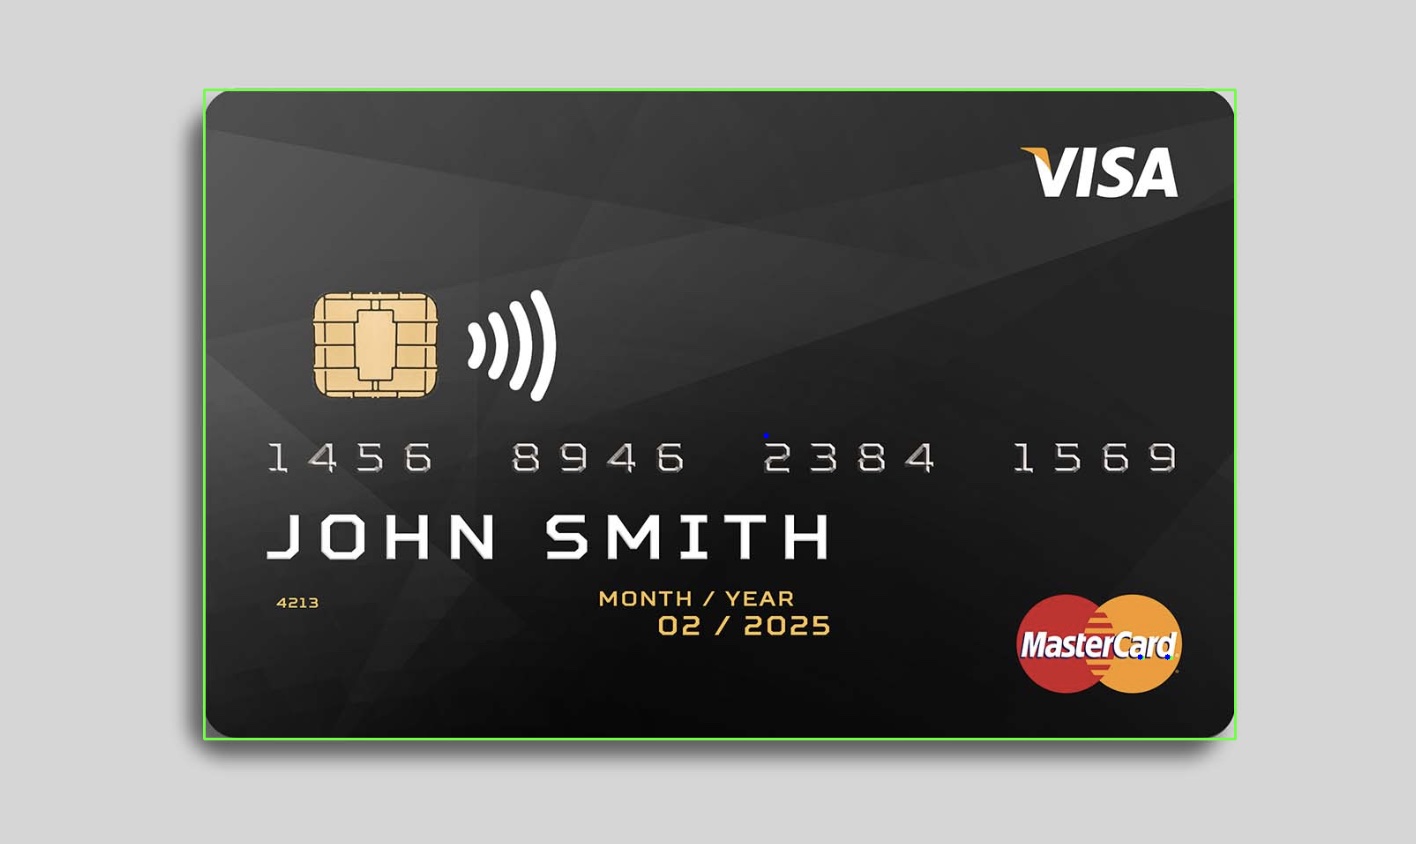 VISA
1456 8946 2384 1569
JOHN SMITH
4213
MONTH / YEAR
02 / 2025
MasterCard